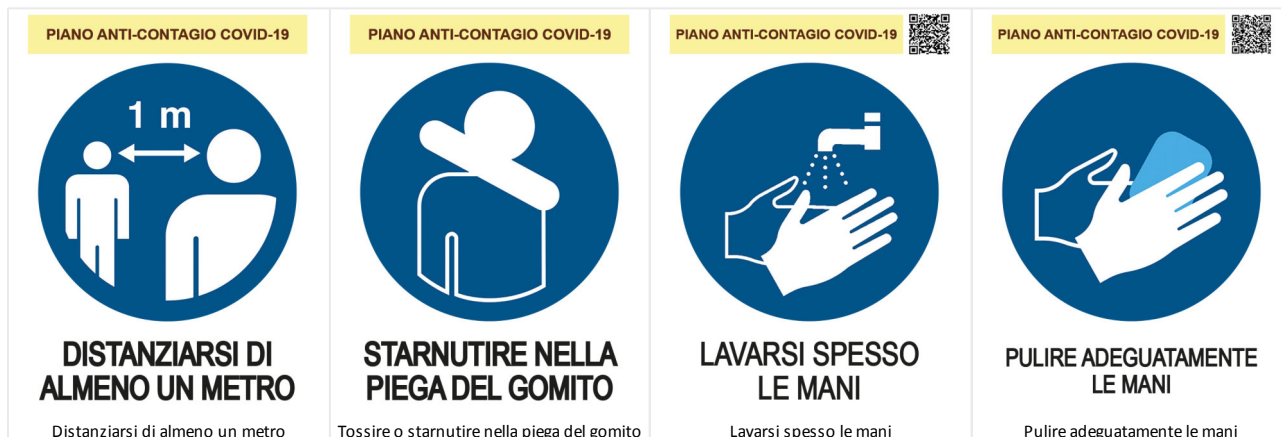 PIANO ANTI-CONTAGIO COVID-19
1 m
DISTANZIARSI DI
ALMENO UN METRO
Distanziarsi di almeno un metro
PIANO ANTI-CONTAGIO COVID-19
STARNUTIRE NELLA
PIEGA DEL GOMITO
Tossire o starnutire nella piega del gomito
PIANO ANTI-CONTAGIO COVID-19
LAVARSI SPESSO
LE MANI
Lavarsi spesso le mani
PIANO ANTI-CONTAGIO COVID-19
PULIRE ADEGUATAMENTE
LE MANI
Pulire adeguatamente le mani